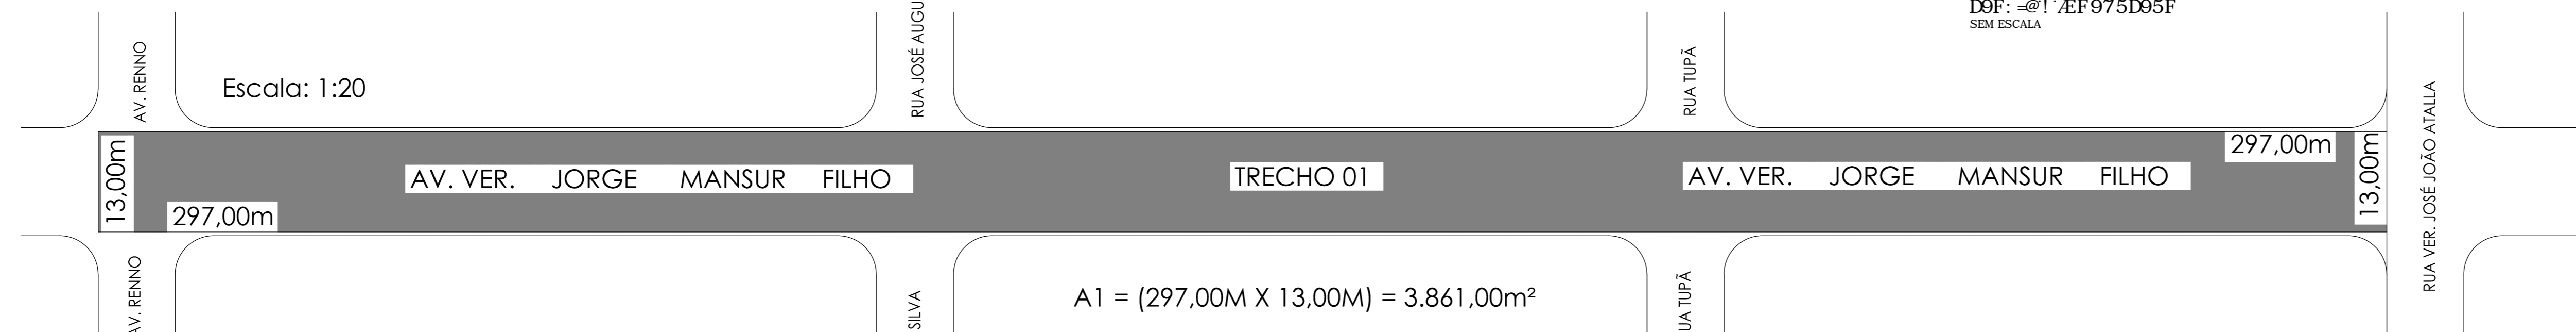 SEM ESCALA
AV. RENNO
RUA JOSÉ AUGU
RUA TUPÃ
Escala: 1:20
RUA VER. JOSÉ JOÃO ATALLA
13,00m
297,00m
AV. VER. JORGE MANSUR FILHO
TRECHO 01
AV. VER. JORGE MANSUR FILHO
297,00m
13,00m
AV. RENNO
SILVA
A1 = (297,00M X 13,00M) = 3.861,00m²
UA TUPÃ